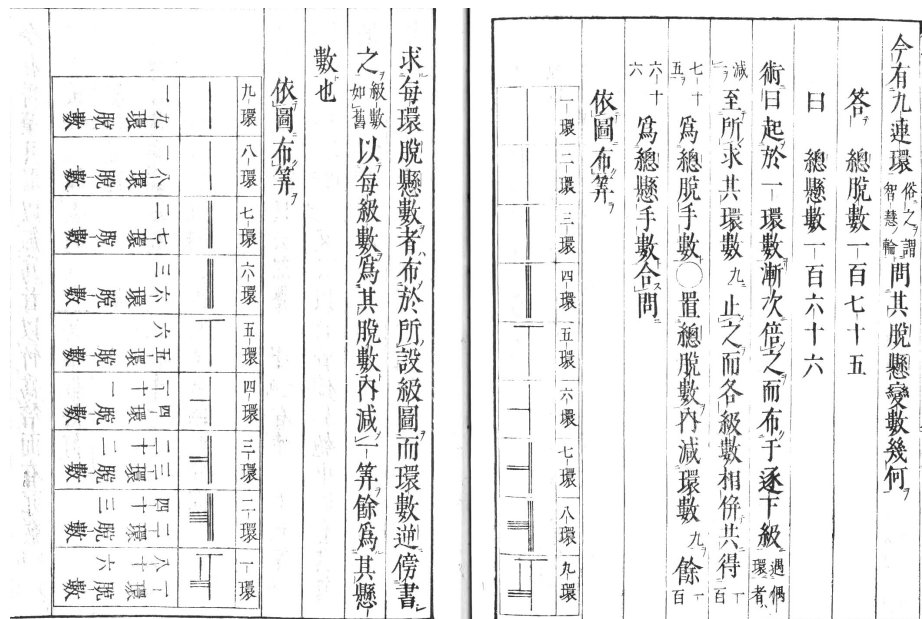 今有九連環俗之謂智慧輪問其脫懸變數幾何
答 總脫數一百七十五
曰 總懸數一百六十六
術曰起於一環數漸次倍之而布于逐下級遇偶環者
減一至所求其環數九止之而各級數相併共得一百
七十五爲總脫手數○置總脫數內減環數九餘一百
六十六爲總懸手數合問
依圖布筭
一環
二環
三環
四環
五環
六環
七環
八環
九環
求每環脫懸數者布於所設級圖而環數逆傍書
之級數如舊以每級數爲其脫數內減一筭餘爲其懸
數也
依圖布筭
一環
二環
三環
四環
五環
六環
七環
八環
九環
一環脫數八十六
二環脫數四十三
三環脫數二十二
四環脫數十一
五環脫數六
六環脫數三
七環脫數二
八環脫數一
九環脫數一